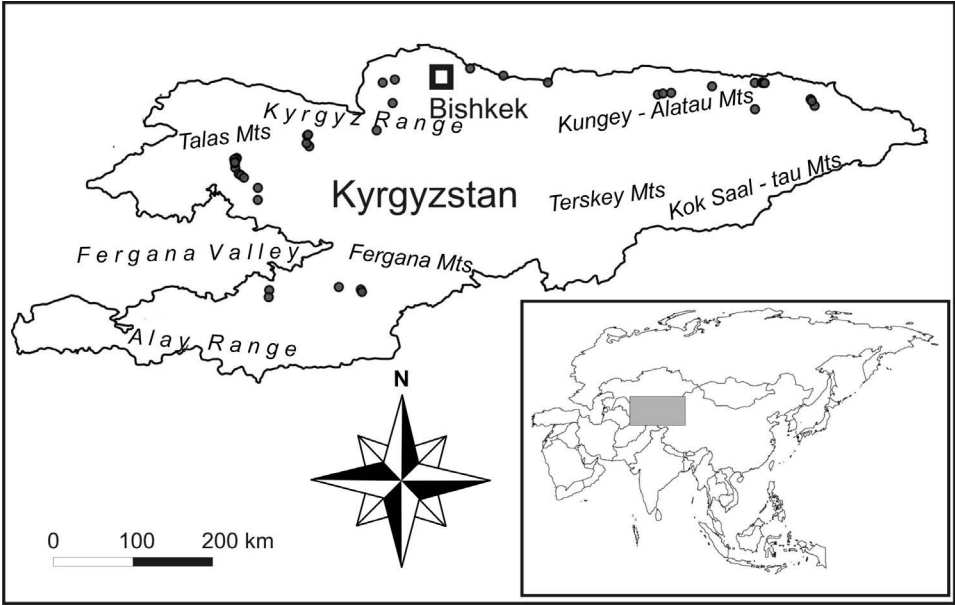 Bishkek
Kyrgyz Range
Kungey - Alatau Mts
Talas Mts
Kyrgyzstan
Terskey Mts
Kok Saal - tau Mts
Fergana Valley
Fergana Mts
Alay Range
N
0 100 200 km